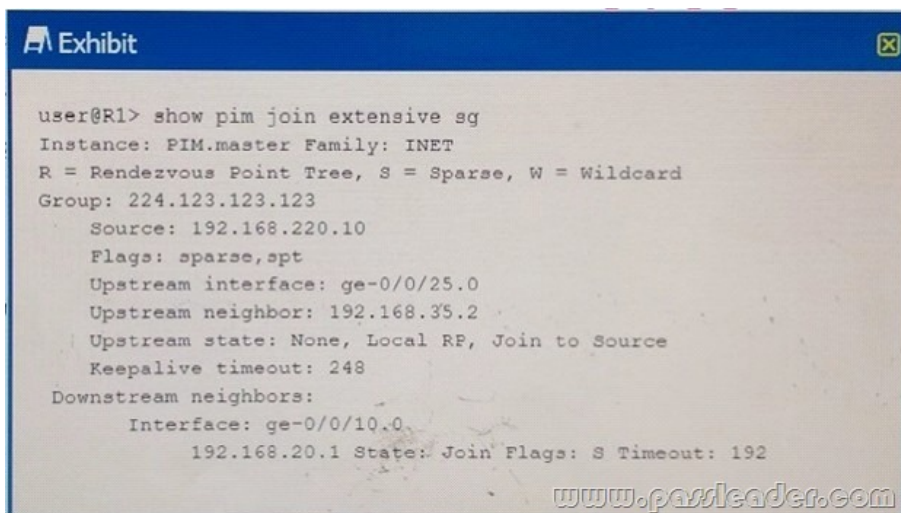 Exhibit
user@R1> show pim join extensive sg
Instance: PIM.master Family: INET
R = Rendezvous Point Tree, S = Sparse, W = Wildcard
Group: 224.123.123.123
Source: 192.168.220.10
Flags: sparse,spt
Upstream interface: ge-0/0/25.0
Upstream neighbor: 192.168.35.2
Upstream state: None, Local RP, Join to Source
Keepalive timeout: 248
Downstream neighbors:
Interface: ge-0/0/10.0
192.168.20.1 State: Join Flags: S Timeout: 192
www.passleader.com